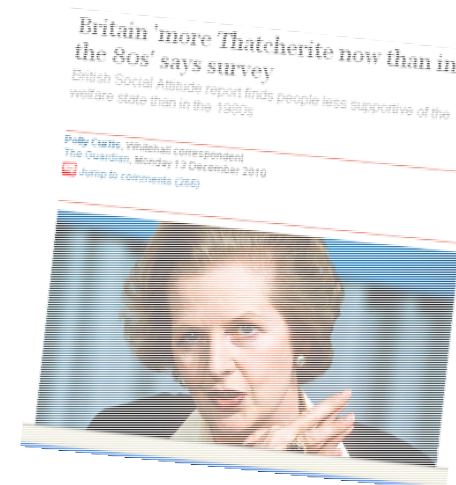 Britain 'more Thatcherite now than in
the 80s' says survey
British Social Attitude report finds people less supportive of the
welfare state than in the 1980s
Polly Curtis, Whitehall correspondent
The Guardian, Monday 13 December 2010
Jump to comments (266)